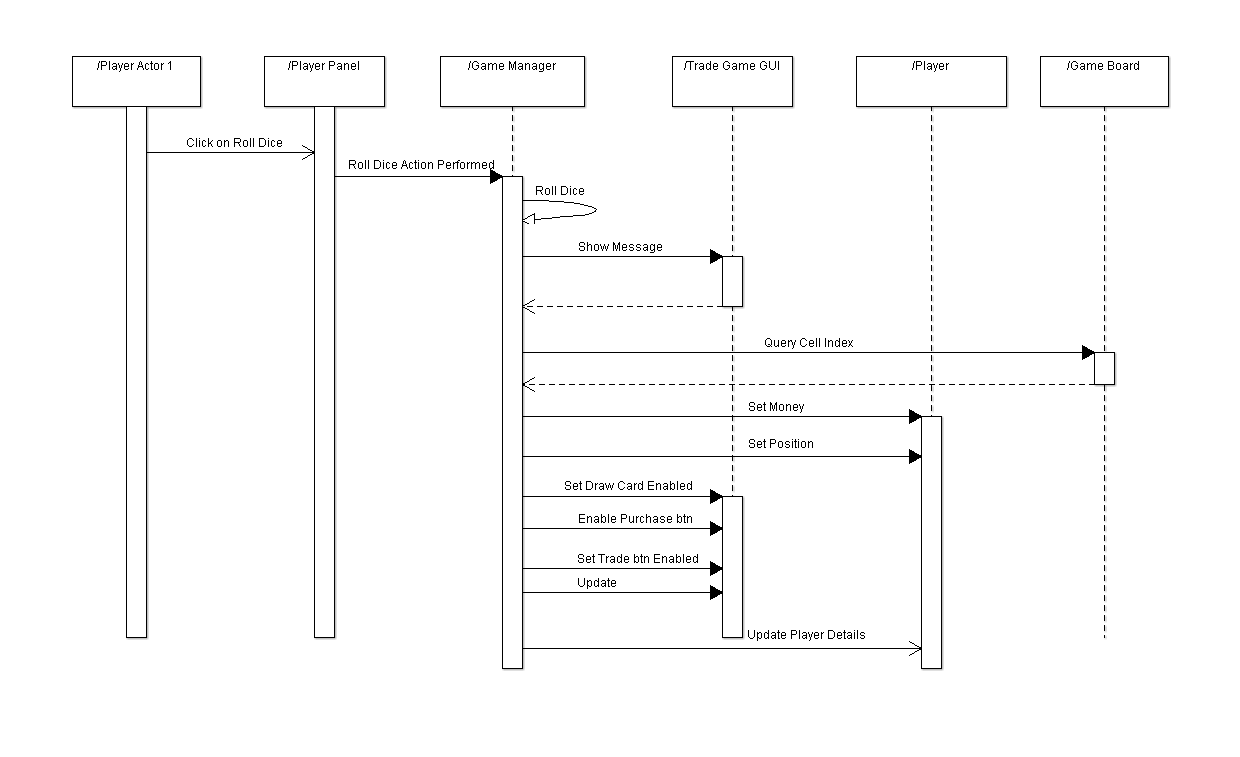 /Player Actor 1
/Player Panel
/Game Manager
/Trade Game GUI
/Player
/Game Board
Click on Roll Dice
Roll Dice Action Performed
Roll Dice
Show Message
Query Cell Index
Set Money
Set Position
Set Draw Card Enabled
Enable Purchase btn
Set Trade btn Enabled
Update
Update Player Details